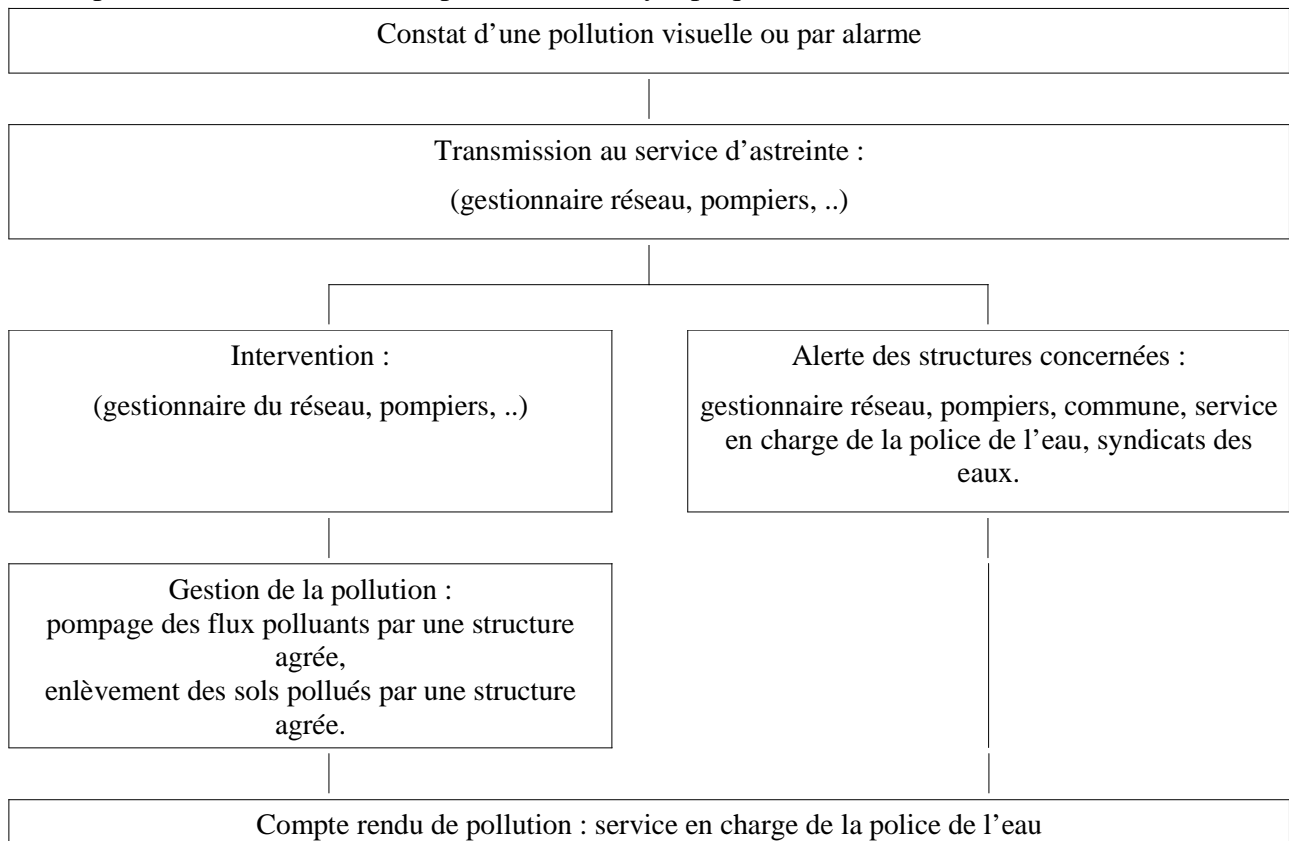 Constat d’une pollution visuelle ou par alarme
Transmission au service d’astreinte :
(gestionnaire réseau, pompiers, ..)
Intervention :
(gestionnaire du réseau, pompiers, ..)
Alerte des structures concernées :
gestionnaire réseau, pompiers, commune, service
en charge de la police de l’eau, syndicats des
eaux.
Gestion de la pollution :
pompage des flux polluants par une structure
agrée,
enlèvement des sols pollués par une structure
agrée.
Compte rendu de pollution : service en charge de la police de l’eau